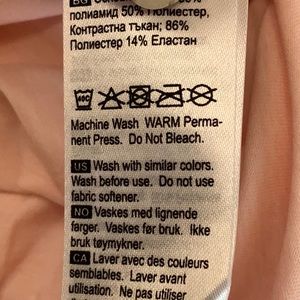 BG
полиамид 50% Полиестер,
Контрастна тъкан; 86%
Полиестер 14% Еластан
Machine Wash WARM Perma-
nent Press. Do Not Bleach.
US Wash with similar colors.
Wash before use. Do not use
fabric softener.
NO Vaskes med lignende
farger. Vaskes før bruk. Ikke
bruk tøymykner.
CA Laver avec des couleurs
semblables. Laver avant
utilisation. Ne pas utiliser